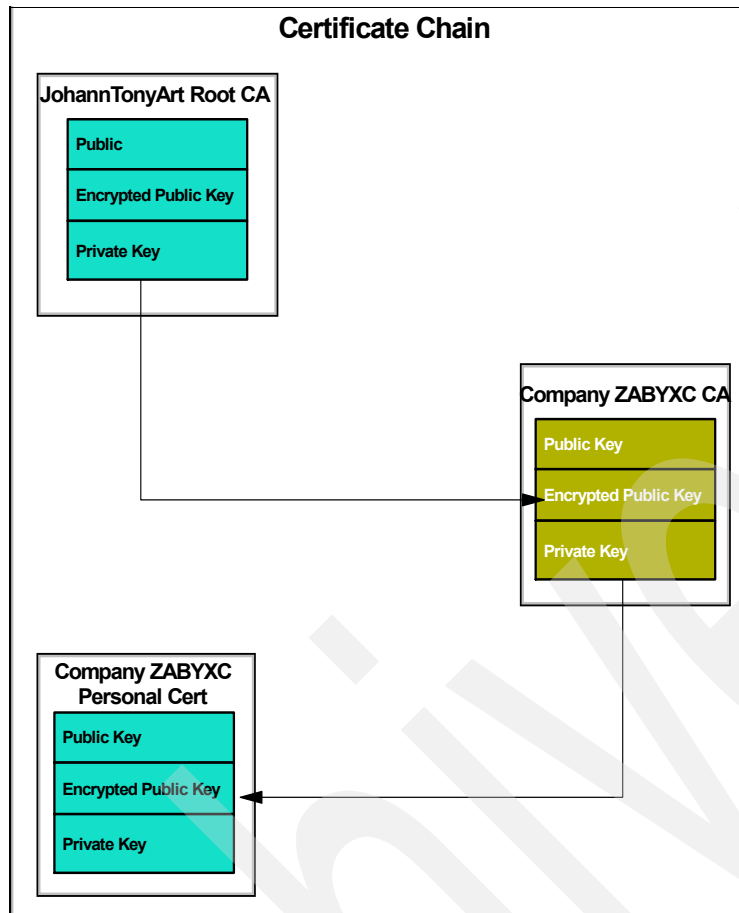 Certificate Chain
JohannTonyArt Root CA
Public
Encrypted Public Key
Private Key
Company ZABYXC CA
Public Key
Encrypted Public Key
Private Key
Company ZABYXC
Personal Cert
Public Key
Encrypted Public Key
Private Key